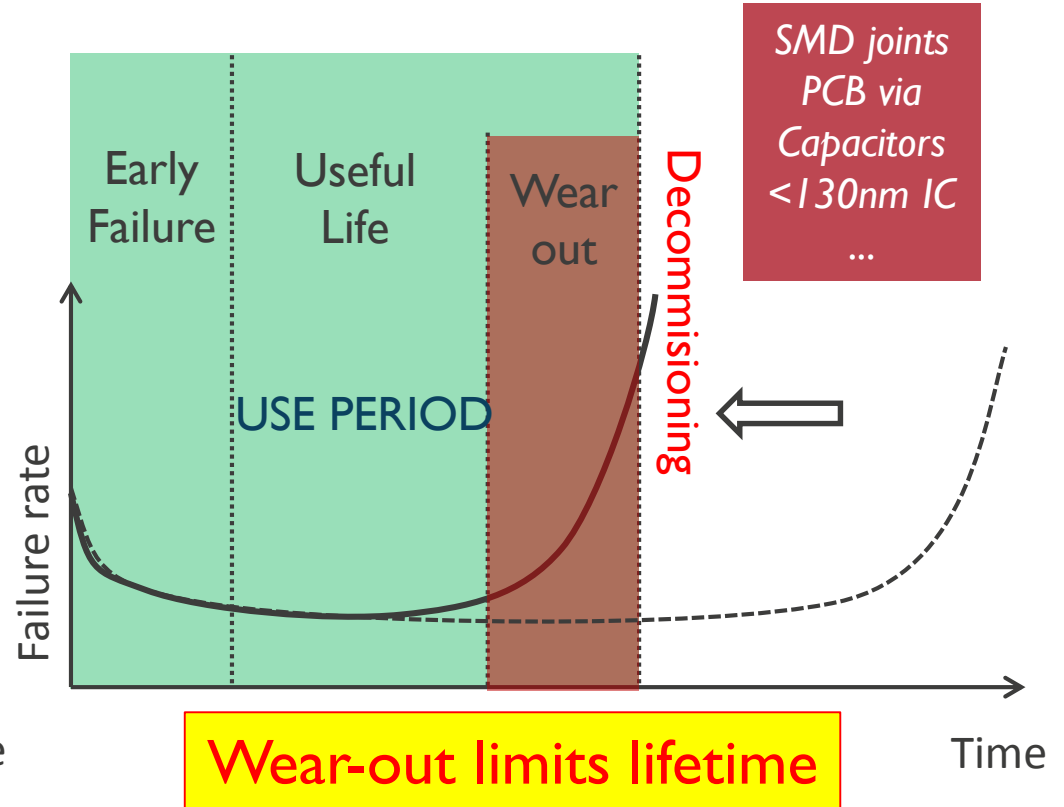 SMD joints
PCB via
Capacitors
<130nm IC
...
Early
Failure
Useful
Life
Wear
out
Decommisioning
USE PERIOD
Failure rate
e
Time
Wear-out limits lifetime